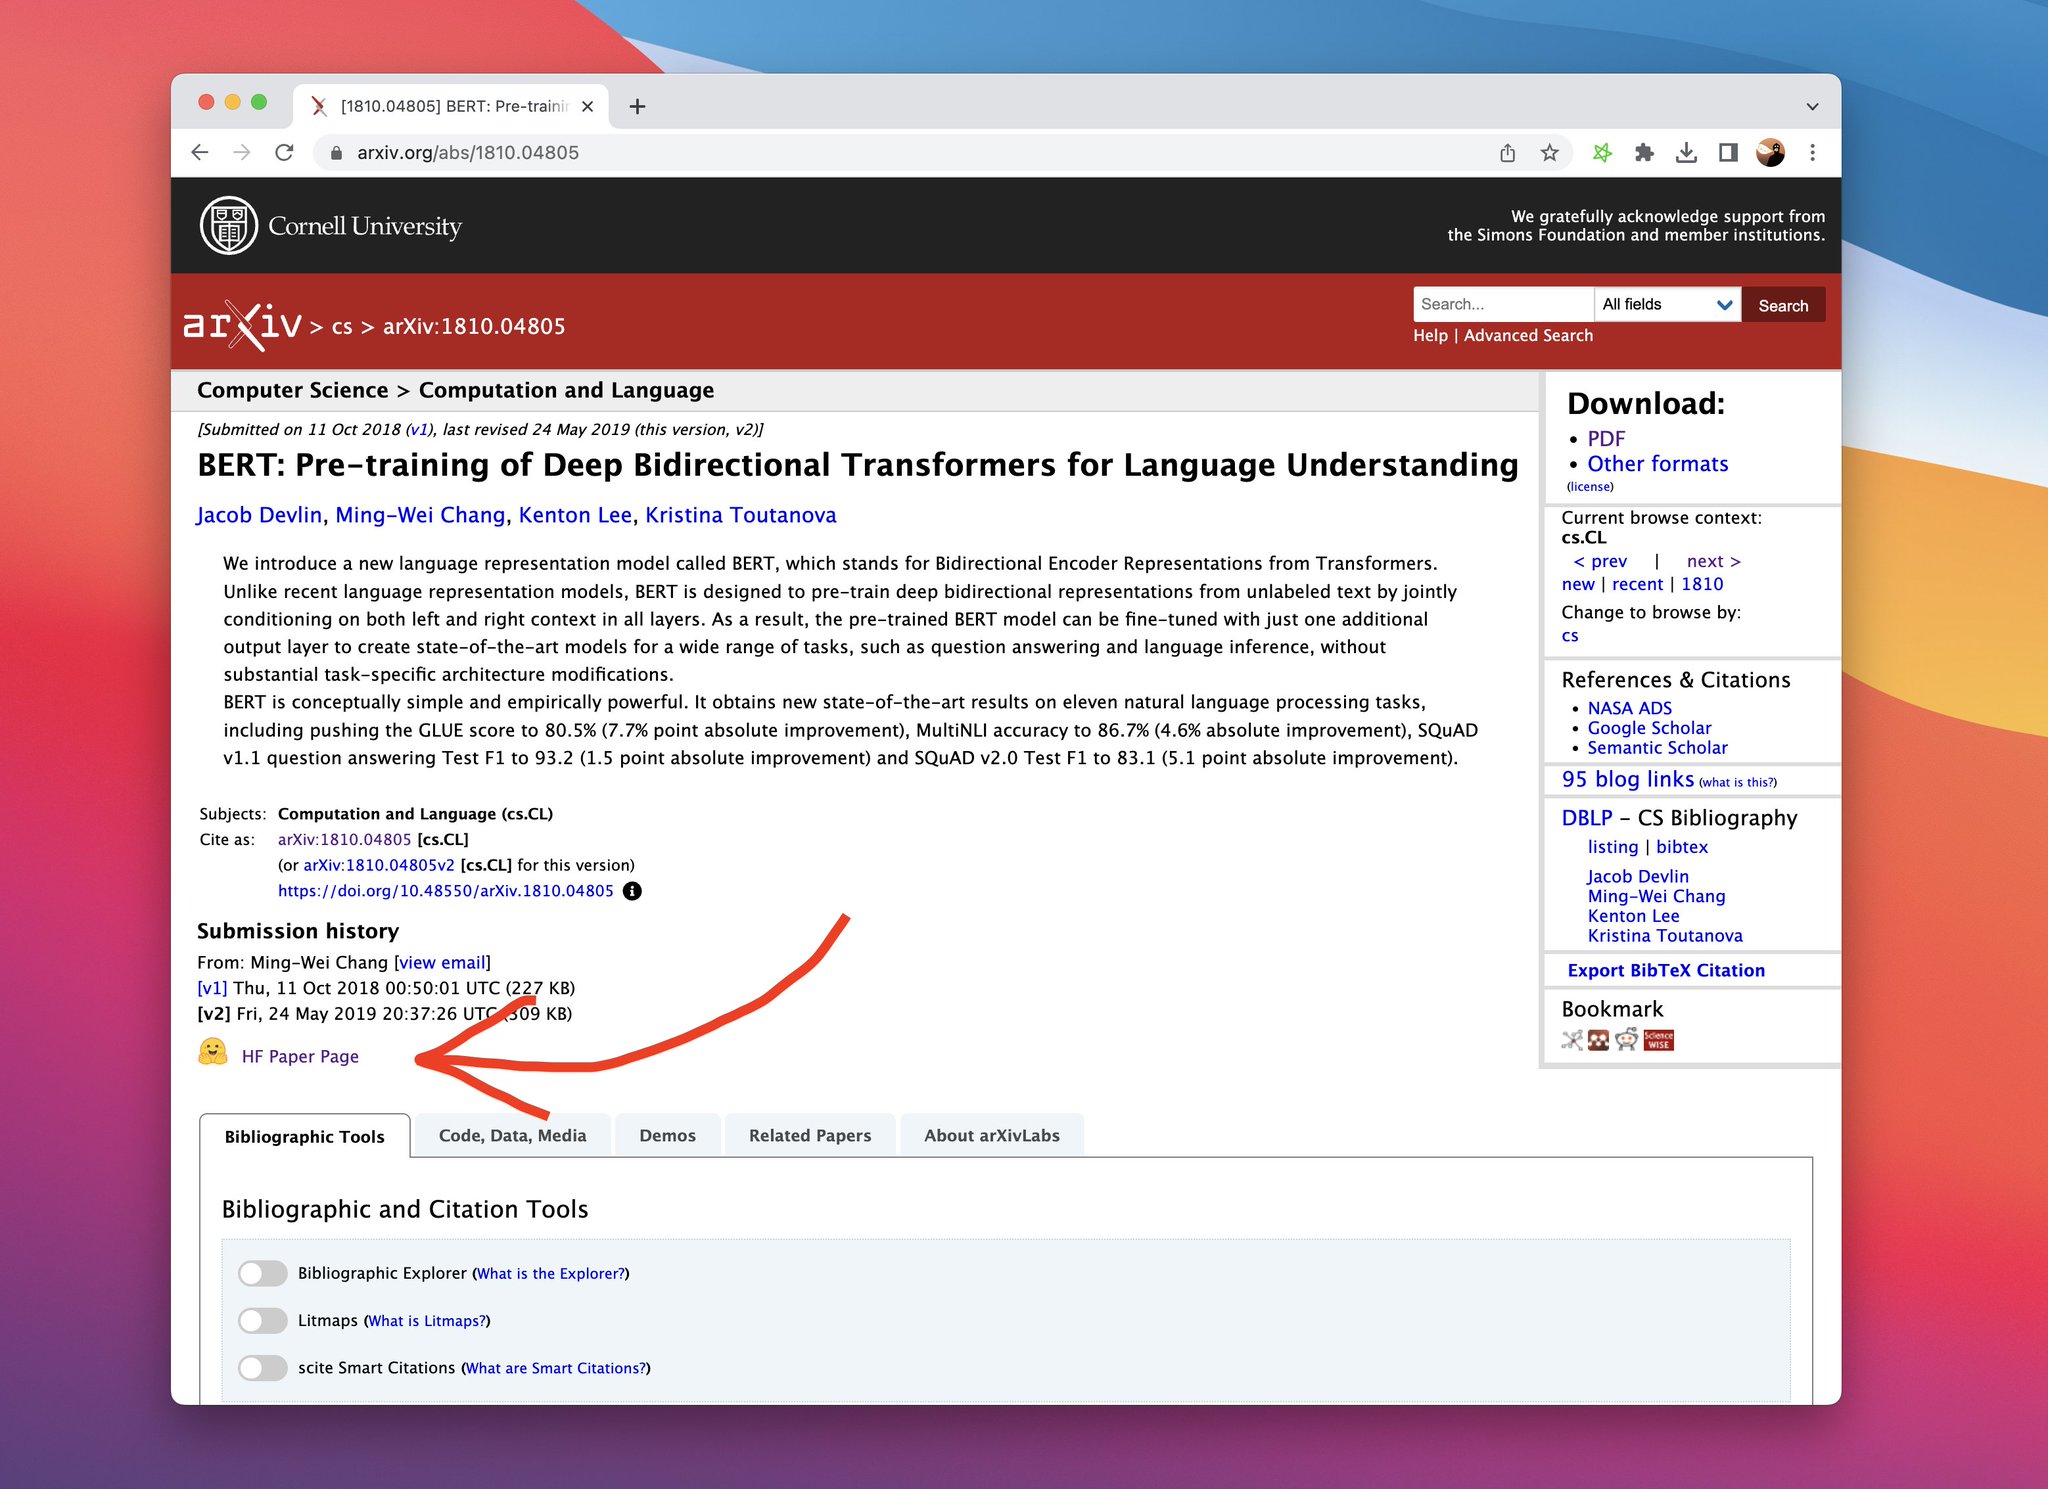 [1810.04805] BERT: Pre-trainin
arxiv.org/abs/1810.04805
Cornell University
We gratefully acknowledge support from
the Simons Foundation and member institutions.
arXiv > cs > arXiv:1810.04805
Search...
All fields
Search
Help | Advanced Search
Computer Science > Computation and Language
[Submitted on 11 Oct 2018 (v1), last revised 24 May 2019 (this version, v2)]
BERT: Pre-training of Deep Bidirectional Transformers for Language Understanding
Jacob Devlin, Ming-Wei Chang, Kenton Lee, Kristina Toutanova
We introduce a new language representation model called BERT, which stands for Bidirectional Encoder Representations from Transformers.
Unlike recent language representation models, BERT is designed to pre-train deep bidirectional representations from unlabeled text by jointly
conditioning on both left and right context in all layers. As a result, the pre-trained BERT model can be fine-tuned with just one additional
output layer to create state-of-the-art models for a wide range of tasks, such as question answering and language inference, without
substantial task-specific architecture modifications.
BERT is conceptually simple and empirically powerful. It obtains new state-of-the-art results on eleven natural language processing tasks,
including pushing the GLUE score to 80.5% (7.7% point absolute improvement), MultiNLI accuracy to 86.7% (4.6% absolute improvement), SQuAD
v1.1 question answering Test F1 to 93.2 (1.5 point absolute improvement) and SQuAD v2.0 Test F1 to 83.1 (5.1 point absolute improvement).
Subjects: Computation and Language (cs.CL)
Cite as: arXiv:1810.04805 [cs.CL]
(or arXiv:1810.04805v2 [cs.CL] for this version)
https://doi.org/10.48550/arXiv.1810.04805
Submission history
From: Ming-Wei Chang [view email]
[v1] Thu, 11 Oct 2018 00:50:01 UTC (227 KB)
[v2] Fri, 24 May 2019 20:37:26 UTC (309 KB)
HF Paper Page
Bibliographic Tools
Code, Data, Media
Demos
Related Papers
About arXivLabs
Bibliographic and Citation Tools
Bibliographic Explorer (What is the Explorer?)
Litmaps (What is Litmaps?)
scite Smart Citations (What are Smart Citations?)
Download:
PDF
Other formats
(license)
Current browse context:
cs.CL
< prev | next >
new | recent | 1810
Change to browse by:
cs
References & Citations
NASA ADS
Google Scholar
Semantic Scholar
95 blog links (what is this?)
DBLP - CS Bibliography
listing | bibtex
Jacob Devlin
Ming-Wei Chang
Kenton Lee
Kristina Toutanova
Export BibTeX Citation
Bookmark
Science
WISE